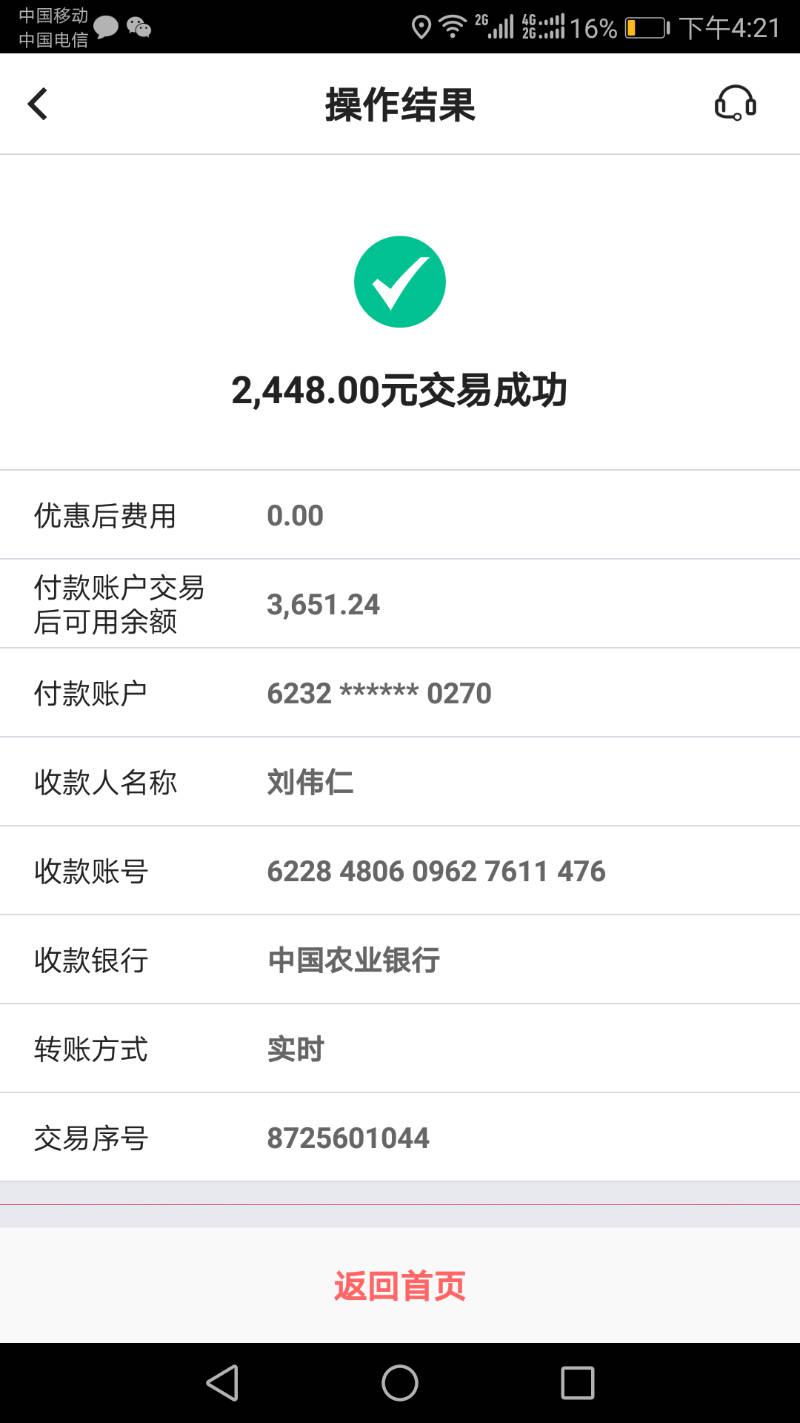 中国移动
中国电信
2G
4G
2G
16%
下午4:21
操作结果
2,448.00元交易成功
优惠后费用
0.00
付款账户交易
后可用余额
3,651.24
付款账户
6232 ****** 0270
收款人名称
刘伟仁
收款账号
6228 4806 0962 7611 476
收款银行
中国农业银行
转账方式
实时
交易序号
8725601044
返回首页